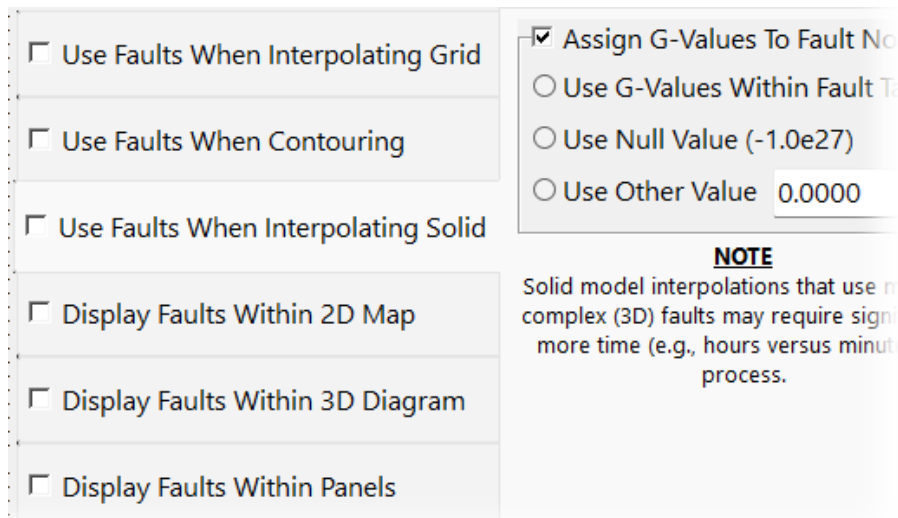 Use Faults When Interpolating Grid
Use Faults When Contouring
Use Faults When Interpolating Solid
Display Faults Within 2D Map
Display Faults Within 3D Diagram
Display Faults Within Panels
Assign G-Values To Fault
Use G-Values Within Fault
Use Null Value (-1.0e27)
Use Other Value 0.0000
NOTE
Solid model interpolations that use
complex (3D) faults may require
more time (e.g., hours versus
process.